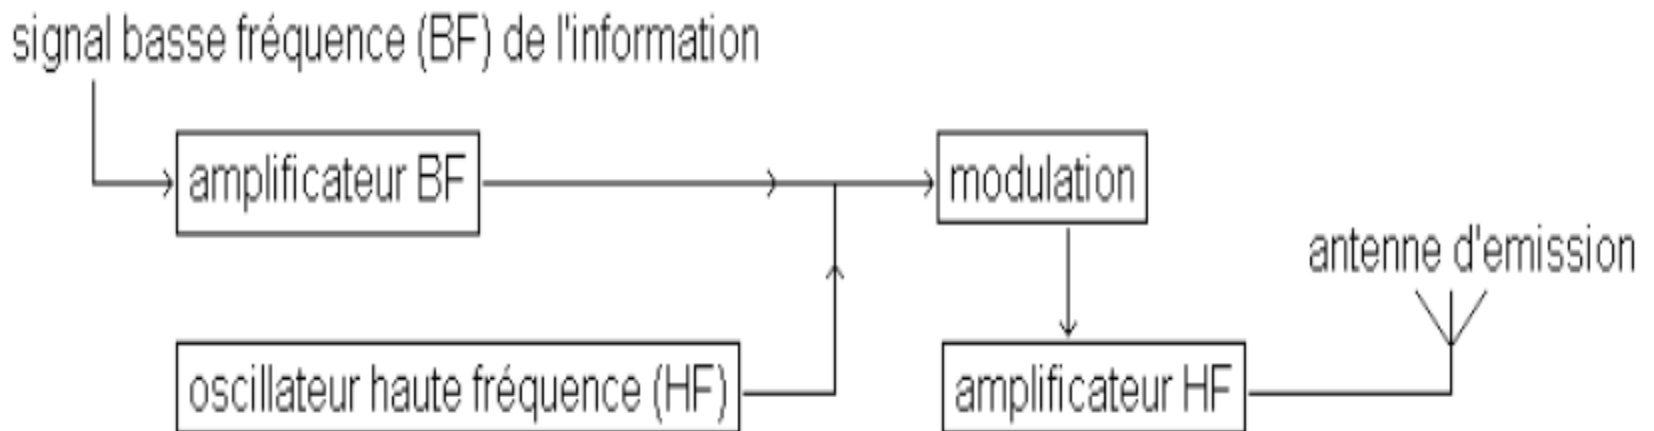 signal basse fréquence (BF) de l'information
amplificateur BF
modulation
antenne d'emission
oscillateur haute fréquence (HF)
amplificateur HF